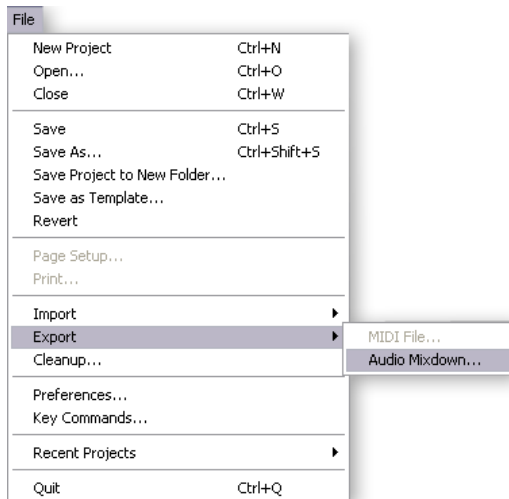 File
New Project Ctrl+N
Open... Ctrl+O
Close Ctrl+W
Save Ctrl+S
Save As... Ctrl+Shift+S
Save Project to New Folder...
Save as Template...
Revert
Page Setup...
Print...
Import
Export
MIDI File...
Audio Mixdown...
Cleanup...
Preferences...
Key Commands...
Recent Projects
Quit Ctrl+Q